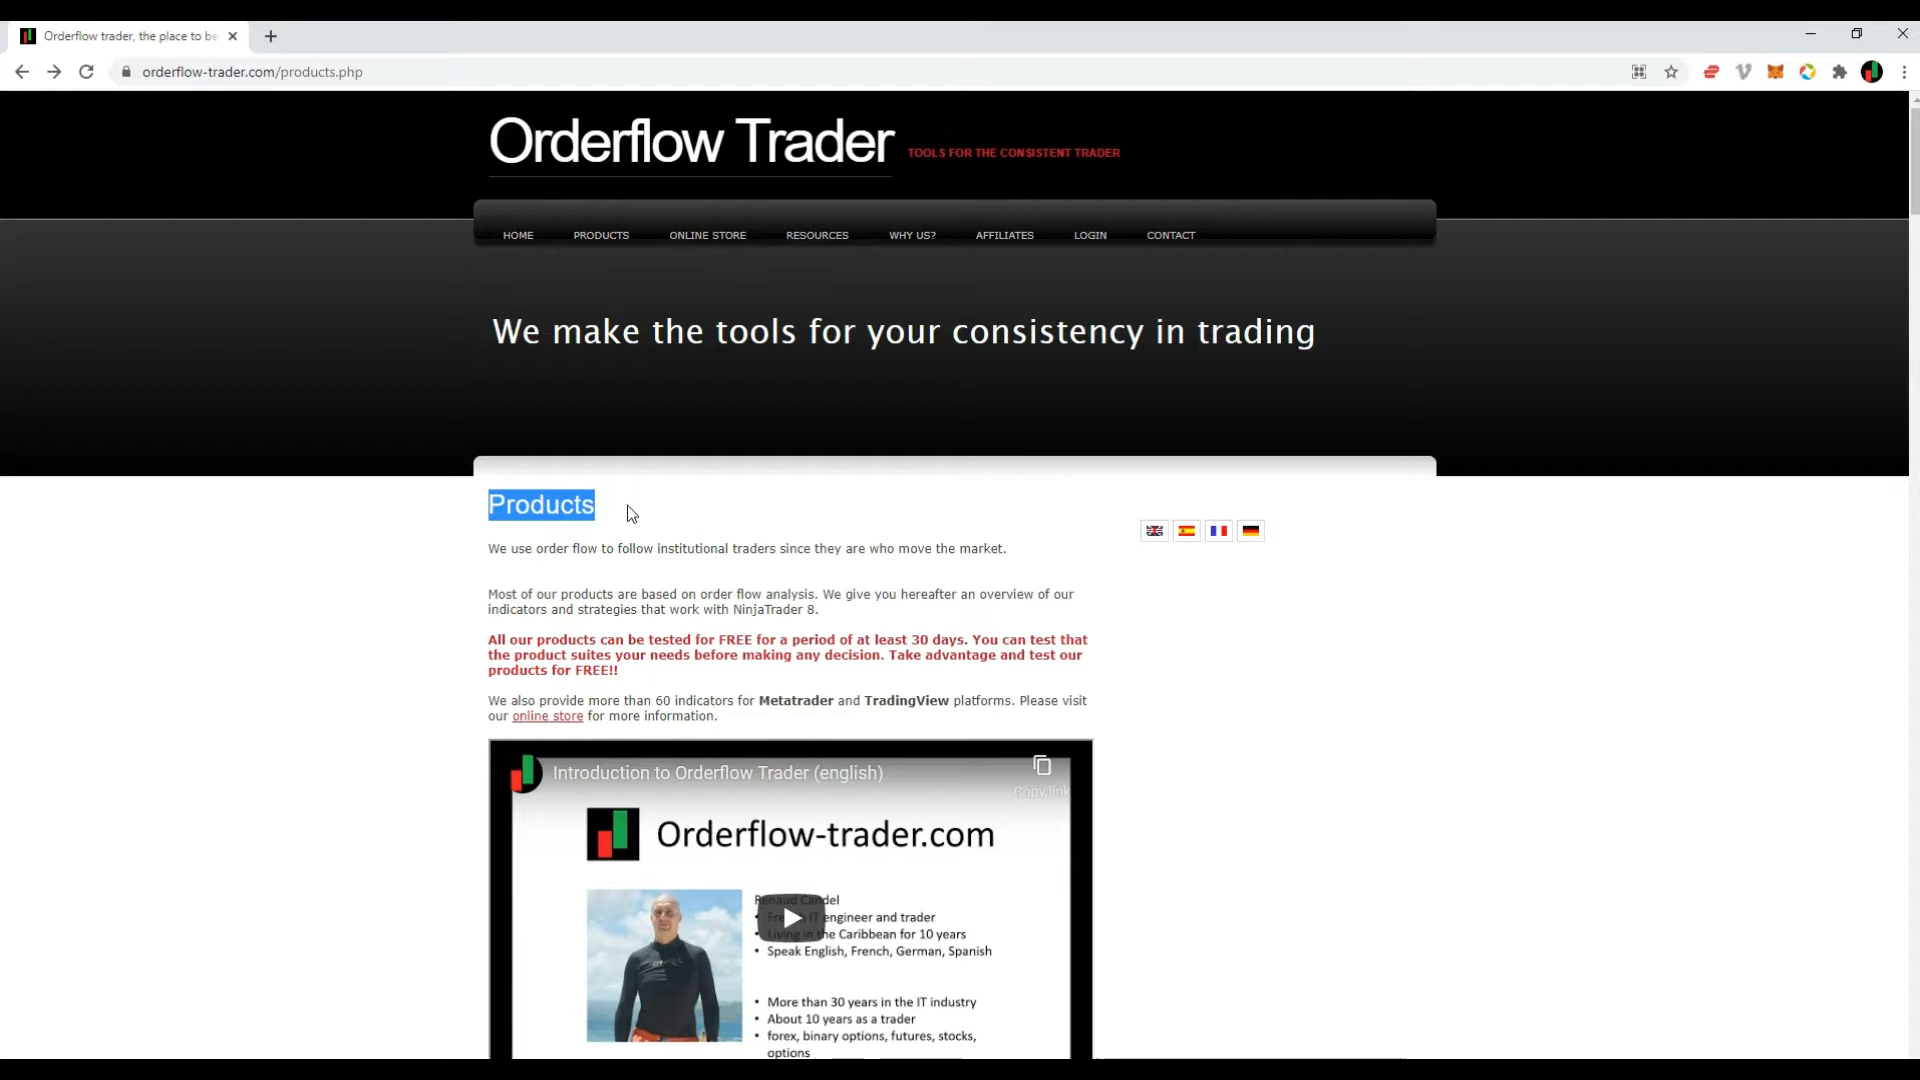 Orderflow trader, the place to be
orderflow-trader.com/products.php
Orderflow Trader
TOOLS FOR THE CONSISTENT TRADER
HOME PRODUCTS ONLINE STORE RESOURCES WHY US? AFFILIATES LOGIN CONTACT
We make the tools for your consistency in trading
Products
We use order flow to follow institutional traders since they are who move the market.
Most of our products are based on order flow analysis. We give you hereafter an overview of our
indicators and strategies that work with NinjaTrader 8.
All our products can be tested for FREE for a period of at least 30 days. You can test that
the product suites your needs before making any decision. Take advantage and test our
products for FREE!!
We also provide more than 60 indicators for Metatrader and TradingView platforms. Please visit
our online store for more information.
Introduction to Orderflow Trader (english)
Copy link
Orderflow-trader.com
Renaud Candel
• French IT engineer and trader
• Living in the Caribbean for 10 years
• Speak English, French, German, Spanish
• More than 30 years in the IT industry
• About 10 years as a trader
• forex, binary options, futures, stocks,
options